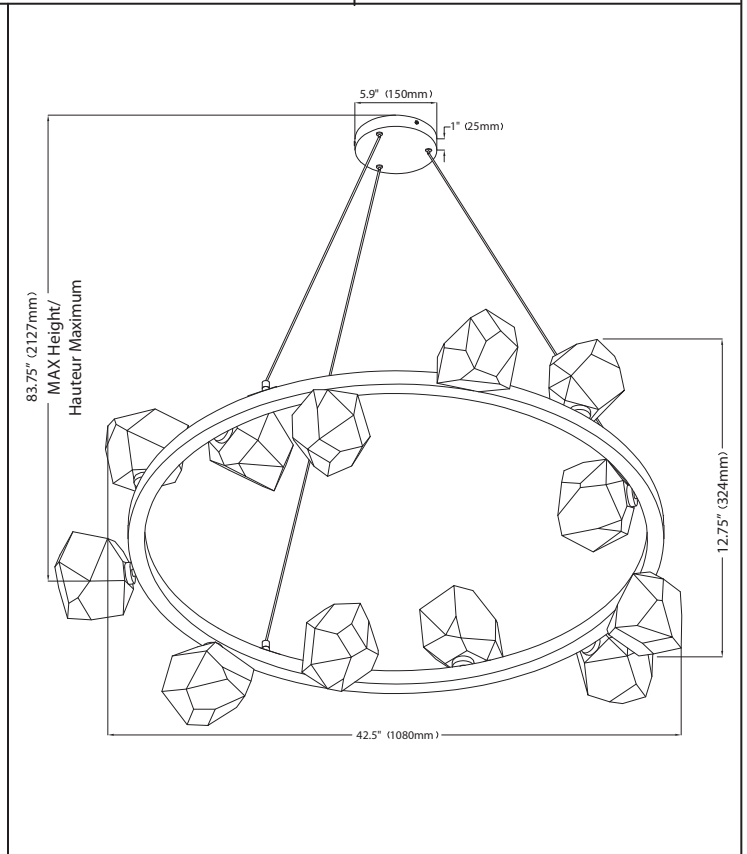 5.9" (150mm)
1" (25mm)
83.75" (2127mm)
MAX Height/
Hauteur Maximum
12.75" (324mm)
42.5" (1080mm)